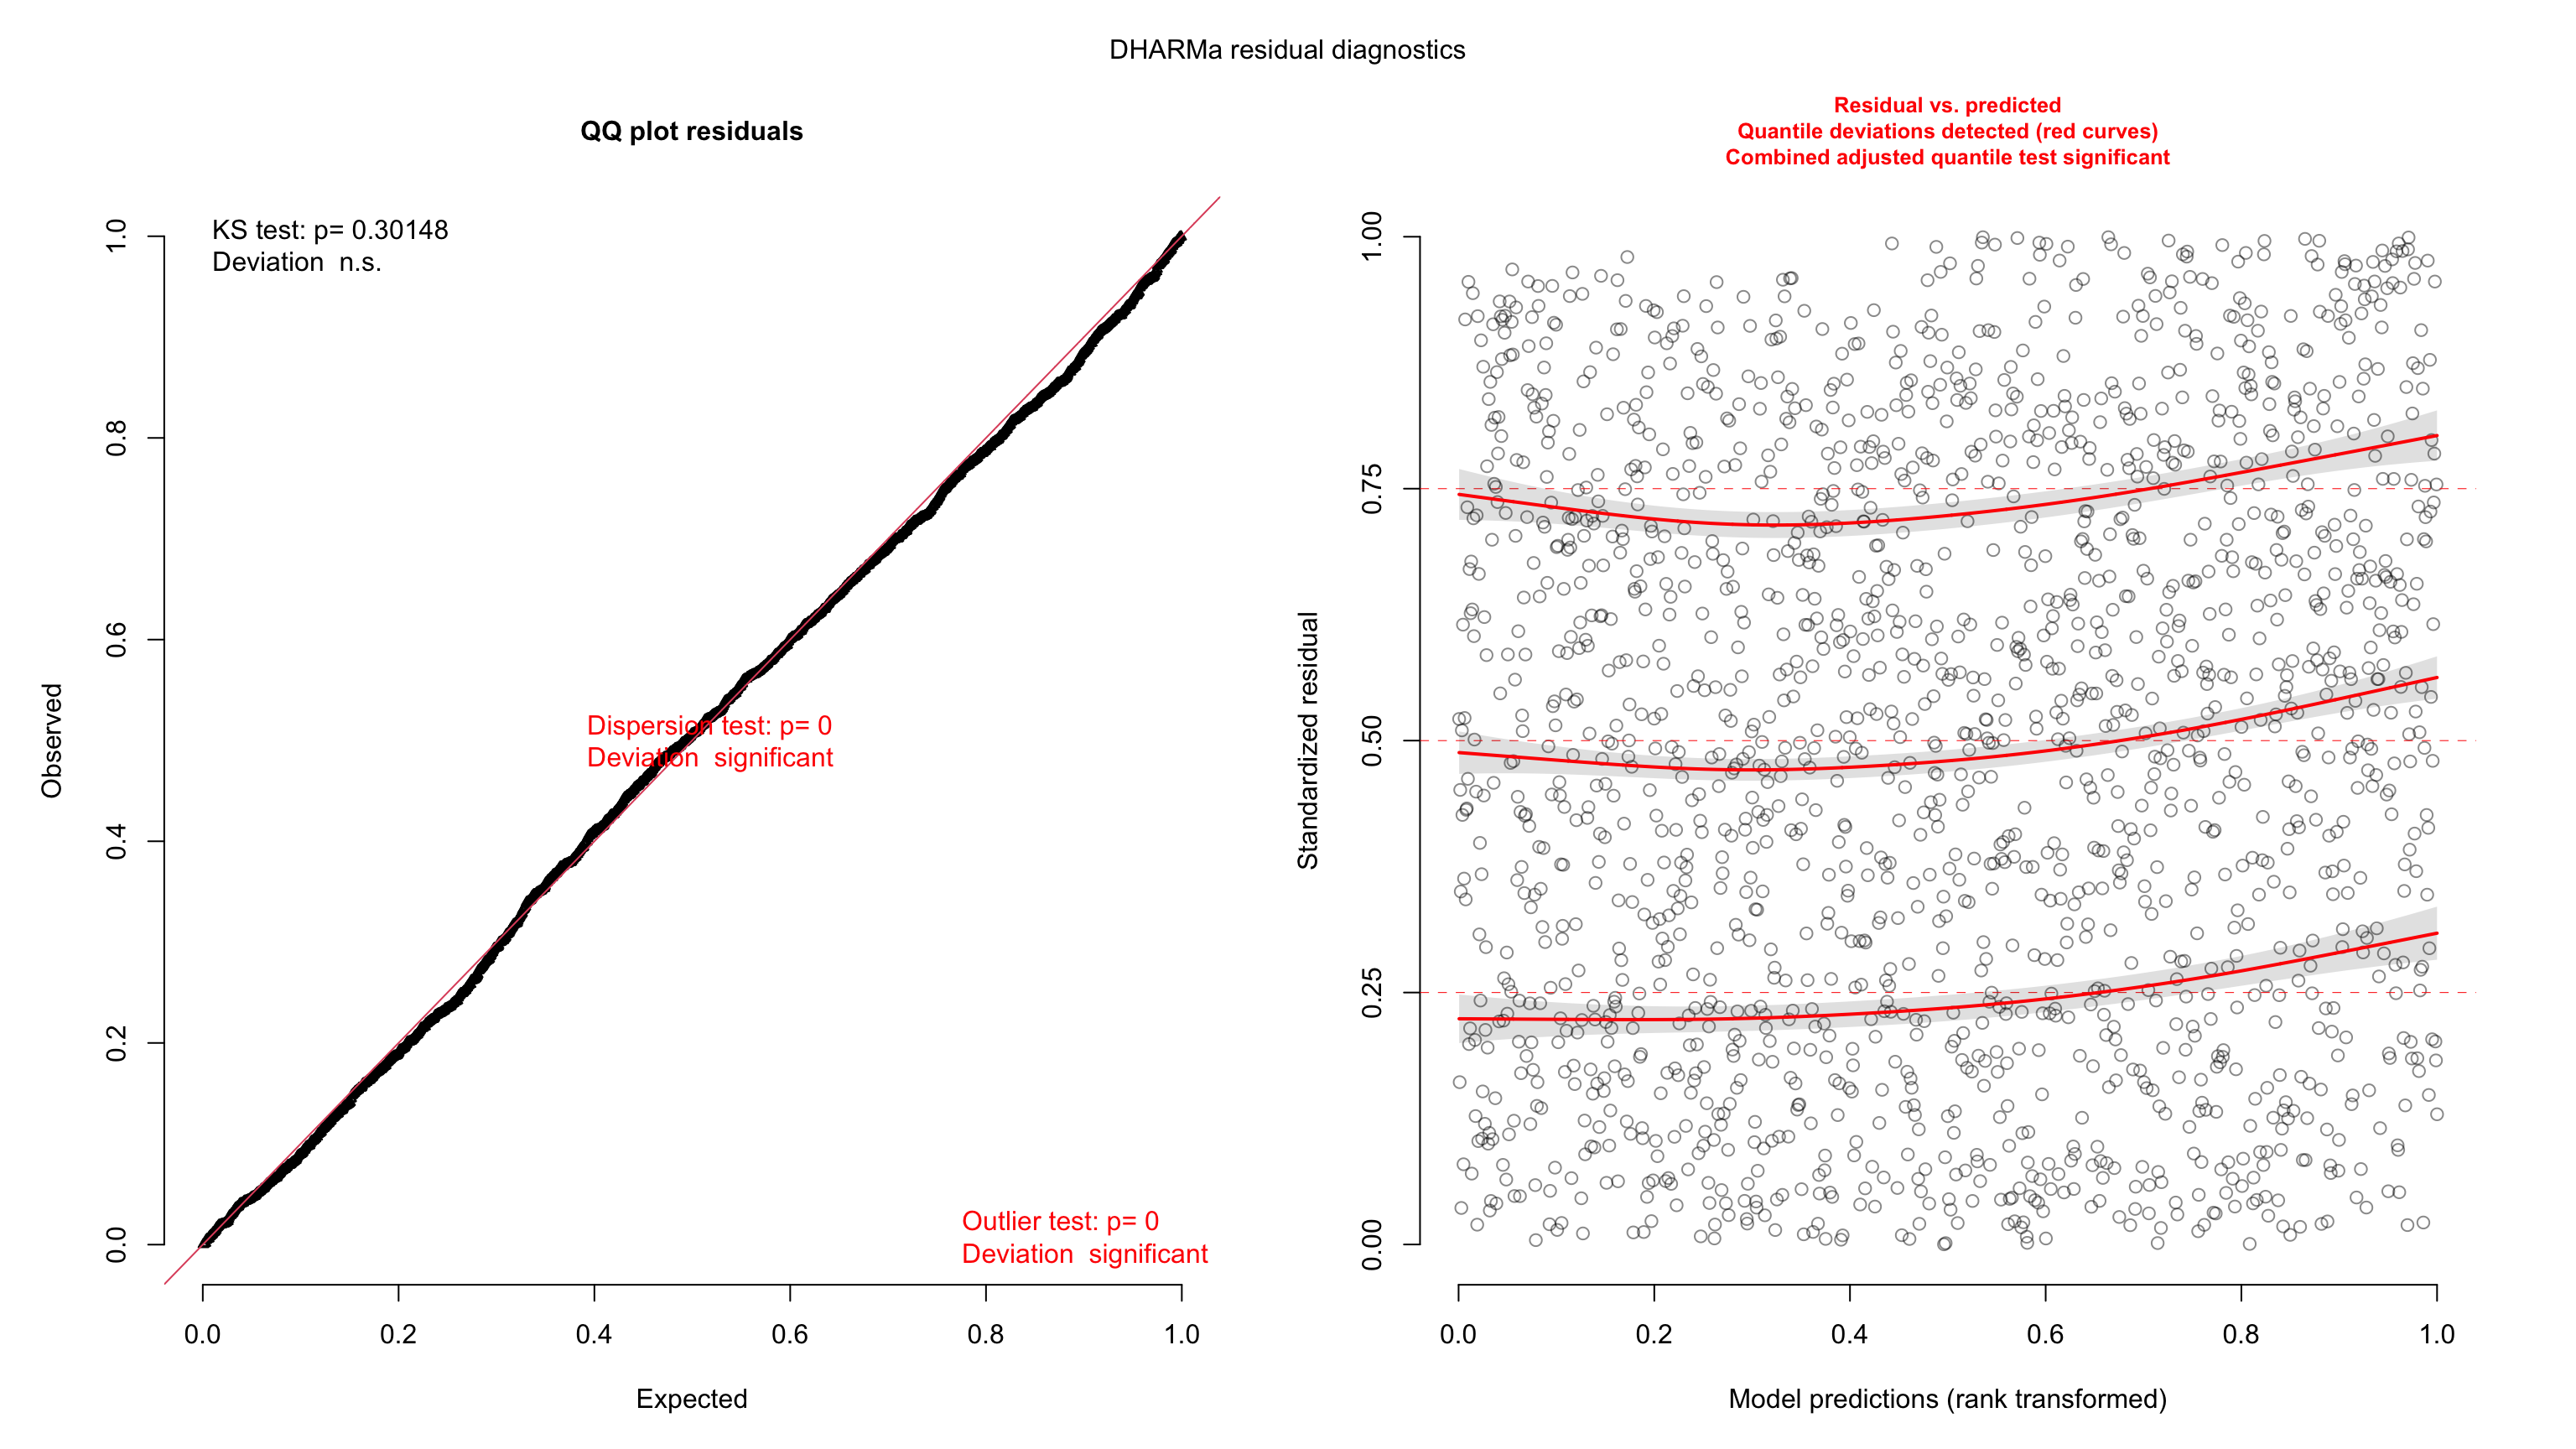 DHARMa residual diagnostics
QQ plot residuals
KS test: p= 0.30148
Deviation  n.s.
Dispersion test: p= 0
Deviation  significant
Outlier test: p= 0
Deviation  significant
Observed
1.0
0.8
0.6
0.4
0.2
0.0
0.0 0.2 0.4 0.6 0.8 1.0
Expected
Residual vs. predicted
Quantile deviations detected (red curves)
Combined adjusted quantile test significant
Standardized residual
1.00
0.75
0.50
0.25
0.00
0.0 0.2 0.4 0.6 0.8 1.0
Model predictions (rank transformed)